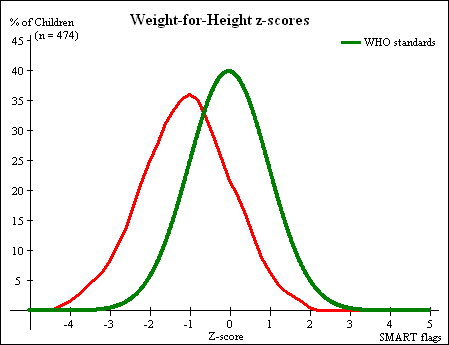 Weight-for-Height z-scores
% of Children
(n = 474)
WHO standards
45
40
35
30
25
20
15
10
5
-4 -3 -2 -1 0 1 2 3 4 5
Z-score
SMART flags